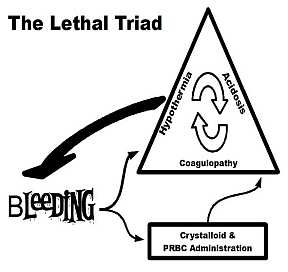 The Lethal Triad
Hypothermia
Acidosis
Coagulopathy
BLEEDING
Crystalloid &
PRBC Administration